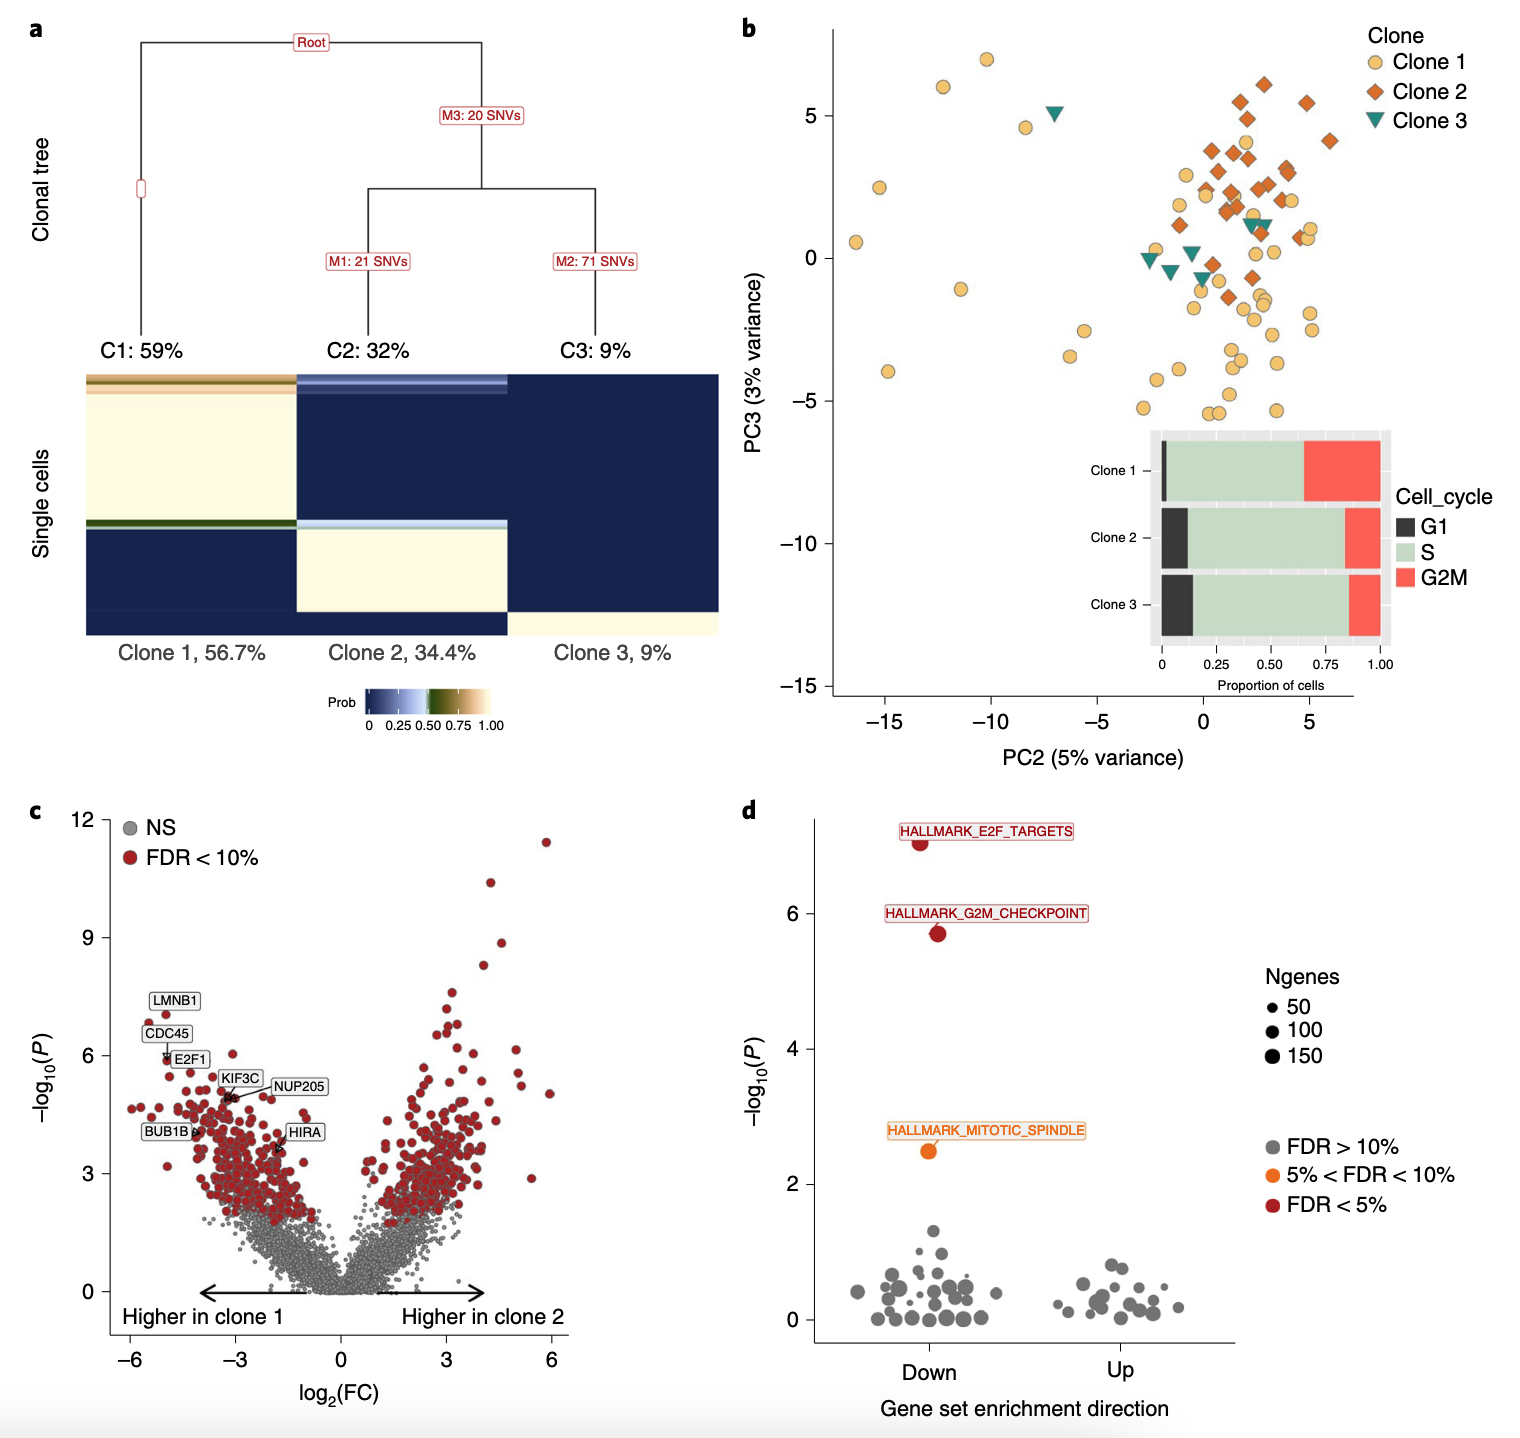 a
Root
M3: 20 SNVs
M1: 21 SNVs
M2: 71 SNVs
Clonal tree
C1: 59%
C2: 32%
C3: 9%
Single cells
Clone 1, 56.7%
Clone 2, 34.4%
Clone 3, 9%
Prob
0 0.25 0.50 0.75 1.00
b
Clone
Clone 1
Clone 2
Clone 3
5
0
−5
−10
−15
PC3 (3% variance)
−15 −10 −5 0 5
PC2 (5% variance)
Clone 1
Clone 2
Clone 3
0 0.25 0.50 0.75 1.00
Proportion of cells
Cell_cycle
G1
S
G2M
c
NS
FDR < 10%
12
9
6
3
0
−log10(P)
LMNB1
CDC45
E2F1
KIF3C
NUP205
BUB1B
HIRA
Higher in clone 1
Higher in clone 2
−6 −3 0 3 6
log2(FC)
d
HALLMARK_E2F_TARGETS
HALLMARK_G2M_CHECKPOINT
HALLMARK_MITOTIC_SPINDLE
6
4
2
0
−log10(P)
Down
Up
Gene set enrichment direction
Ngenes
50
100
150
FDR > 10%
5% < FDR < 10%
FDR < 5%